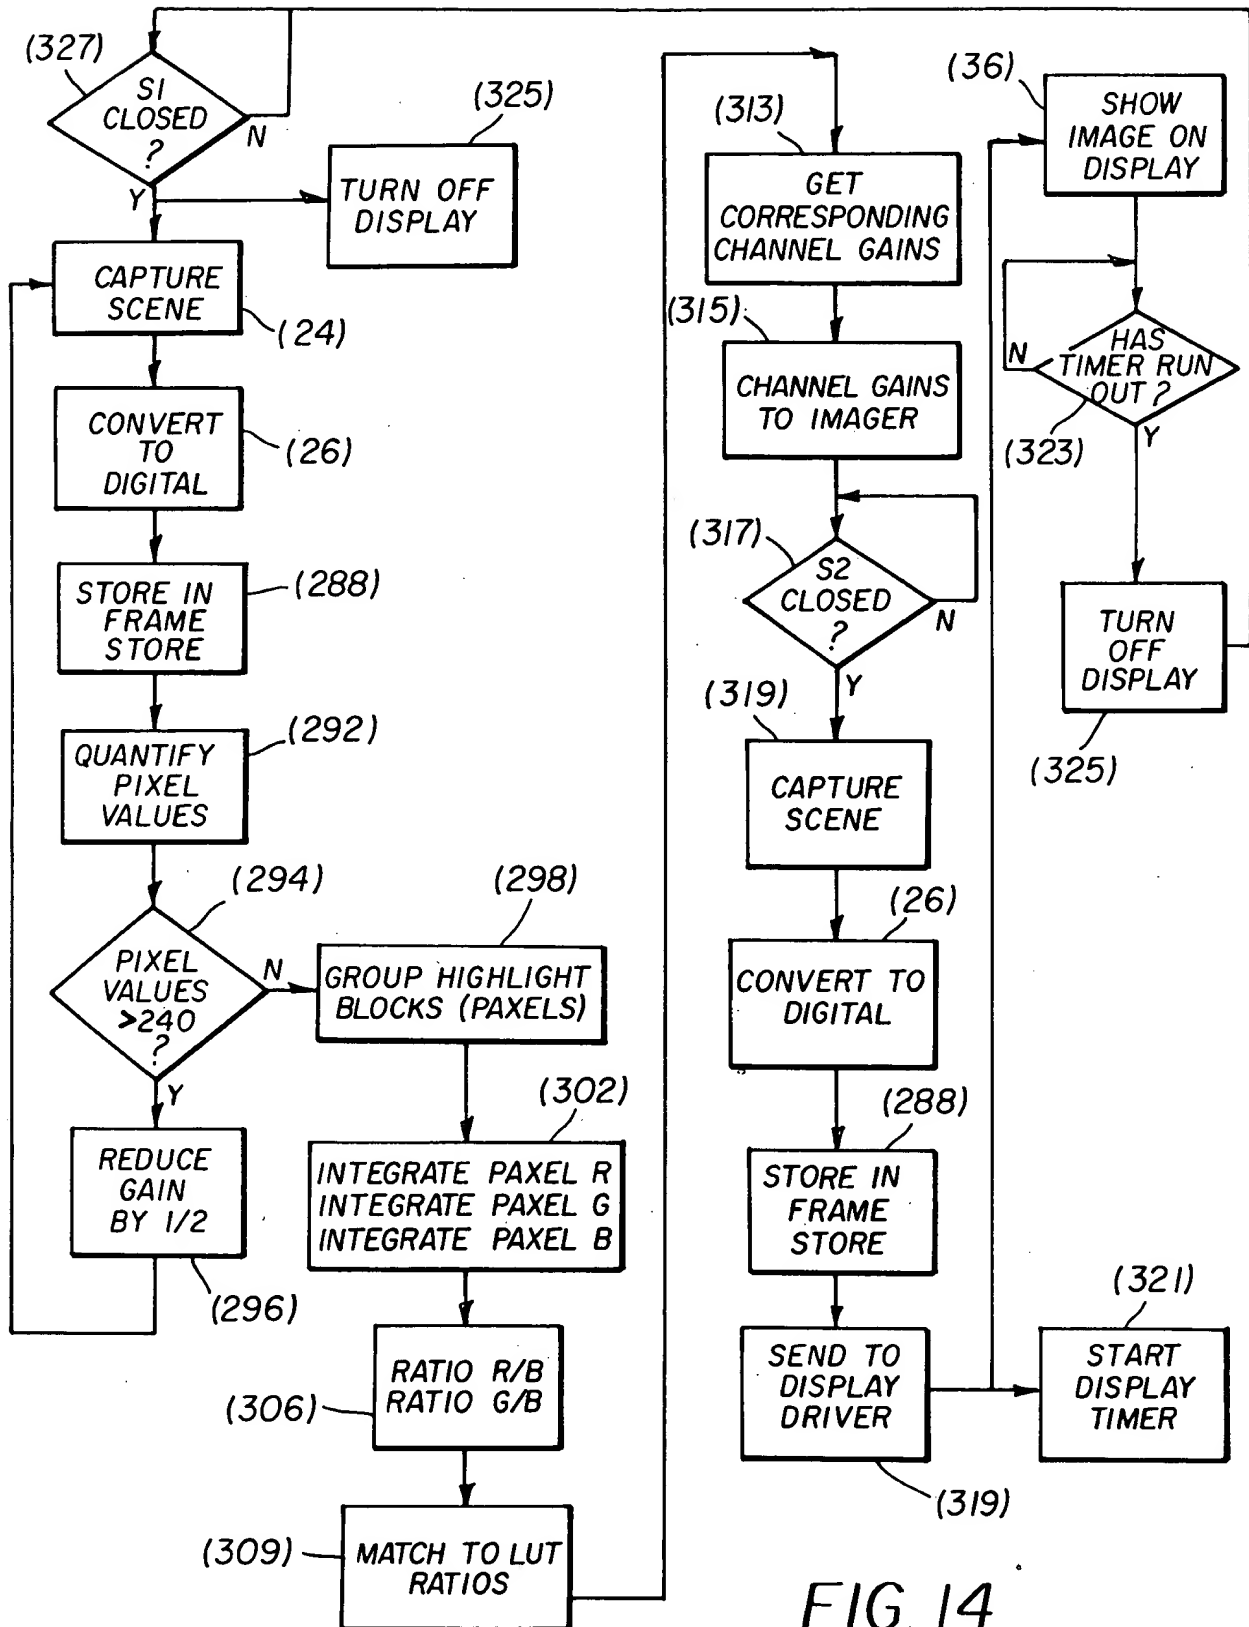 (327)
S1
CLOSED
?
N
Y
(325)
TURN OFF
DISPLAY
CAPTURE
SCENE
(24)
CONVERT
TO
DIGITAL
(26)
STORE IN
FRAME
STORE
(288)
QUANTIFY
PIXEL
VALUES
(292)
(294)
PIXEL
VALUES
>240
?
N
Y
REDUCE
GAIN
BY 1/2
(296)
(298)
GROUP HIGHLIGHT
BLOCKS (PAXELS)
(302)
INTEGRATE PAXEL R
INTEGRATE PAXEL G
INTEGRATE PAXEL B
RATIO R/B
RATIO G/B
(306)
MATCH TO LUT
RATIOS
(309)
(313)
GET
CORRESPONDING
CHANNEL GAINS
(315)
CHANNEL GAINS
TO IMAGER
(317)
S2
CLOSED
?
N
Y
(319)
CAPTURE
SCENE
(26)
CONVERT TO
DIGITAL
(288)
STORE IN
FRAME
STORE
SEND TO
DISPLAY
DRIVER
(319)
(321)
START
DISPLAY
TIMER
(36)
SHOW
IMAGE ON
DISPLAY
HAS
TIMER RUN
OUT ?
N
Y
(323)
TURN
OFF
DISPLAY
(325)
FIG. 14